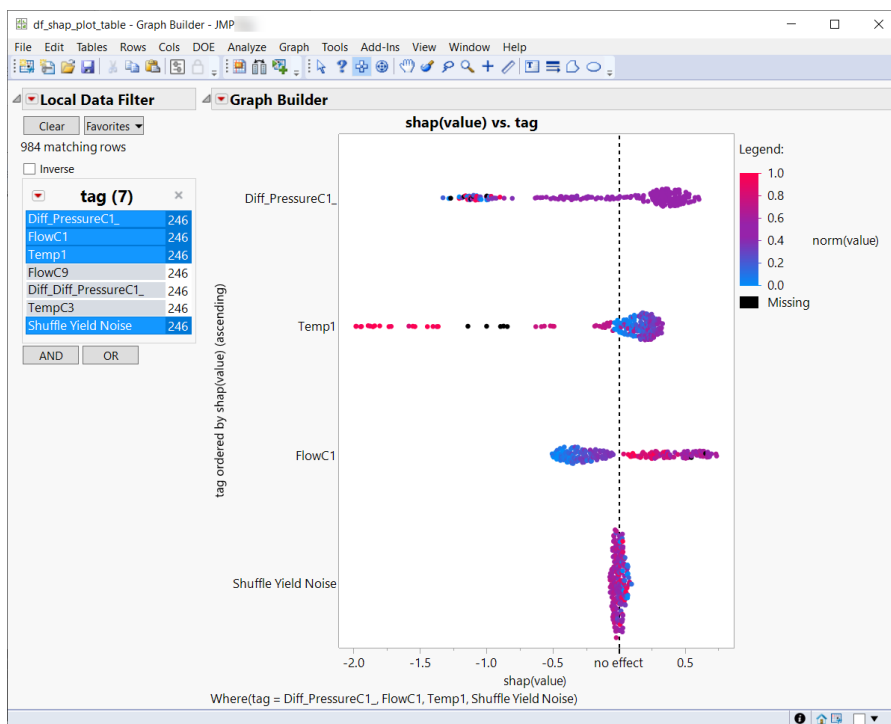 df_shap_plot_table - Graph Builder - JMP
File Edit Tables Rows Cols DOE Analyze Graph Tools Add-Ins View Window Help
Local Data Filter
Clear Favorites
984 matching rows
Inverse
tag (7)
Diff_PressureC1_ 246
FlowC1 246
Temp1 246
FlowC9 246
Diff_Diff_PressureC1_ 246
TempC3 246
Shuffle Yield Noise 246
AND OR
Graph Builder
shap(value) vs. tag
tag ordered by shap(value) (ascending)
Diff_PressureC1_
Temp1
FlowC1
Shuffle Yield Noise
-2.0 -1.5 -1.0 -0.5 no effect 0.5
shap(value)
Where(tag = Diff_PressureC1_, FlowC1, Temp1, Shuffle Yield Noise)
Legend:
1.0
0.8
0.6
0.4
0.2
0.0
norm(value)
Missing